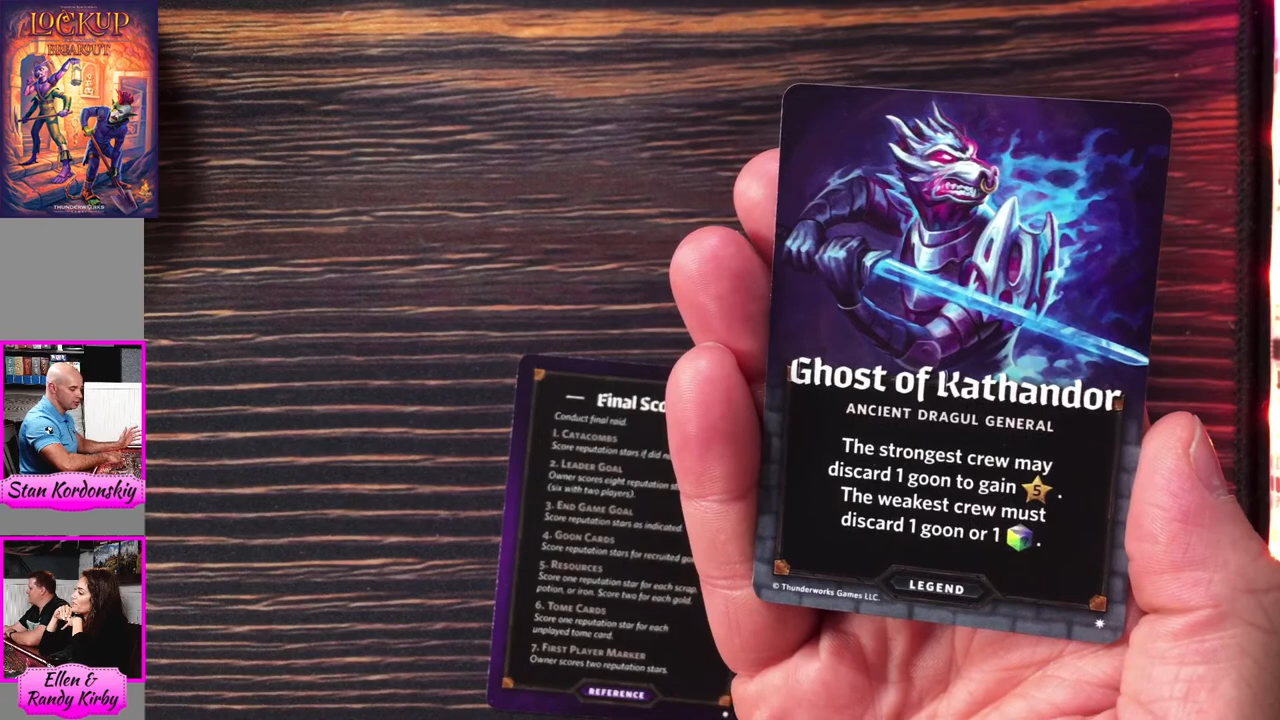 LOCKUP
BREAKOUT
THUNDERWORKS
Stan Kordonskiy
Ellen &
Randy Kirby
Final Sco
Conduct final raid.
1. CATACOMBS
Score reputation stars if did n
2. LEADER GOAL
Owner scores eight reputation st
(six with two players).
3. END GAME GOAL
Score reputation stars as indicated.
4. GOON CARDS
Score reputation stars for recruited go
5. RESOURCES
Score one reputation star for each scrap,
potion, or iron. Score two for each gold.
6. TOME CARDS
Score one reputation star for each
unplayed tome card.
7. FIRST PLAYER MARKER
Owner scores two reputation stars.
REFERENCE
Ghost of Kathandor
ANCIENT DRAGUL GENERAL
The strongest crew may
discard 1 goon to gain 5.
The weakest crew must
discard 1 goon or 1 .
LEGEND
© Thunderworks Games LLC.